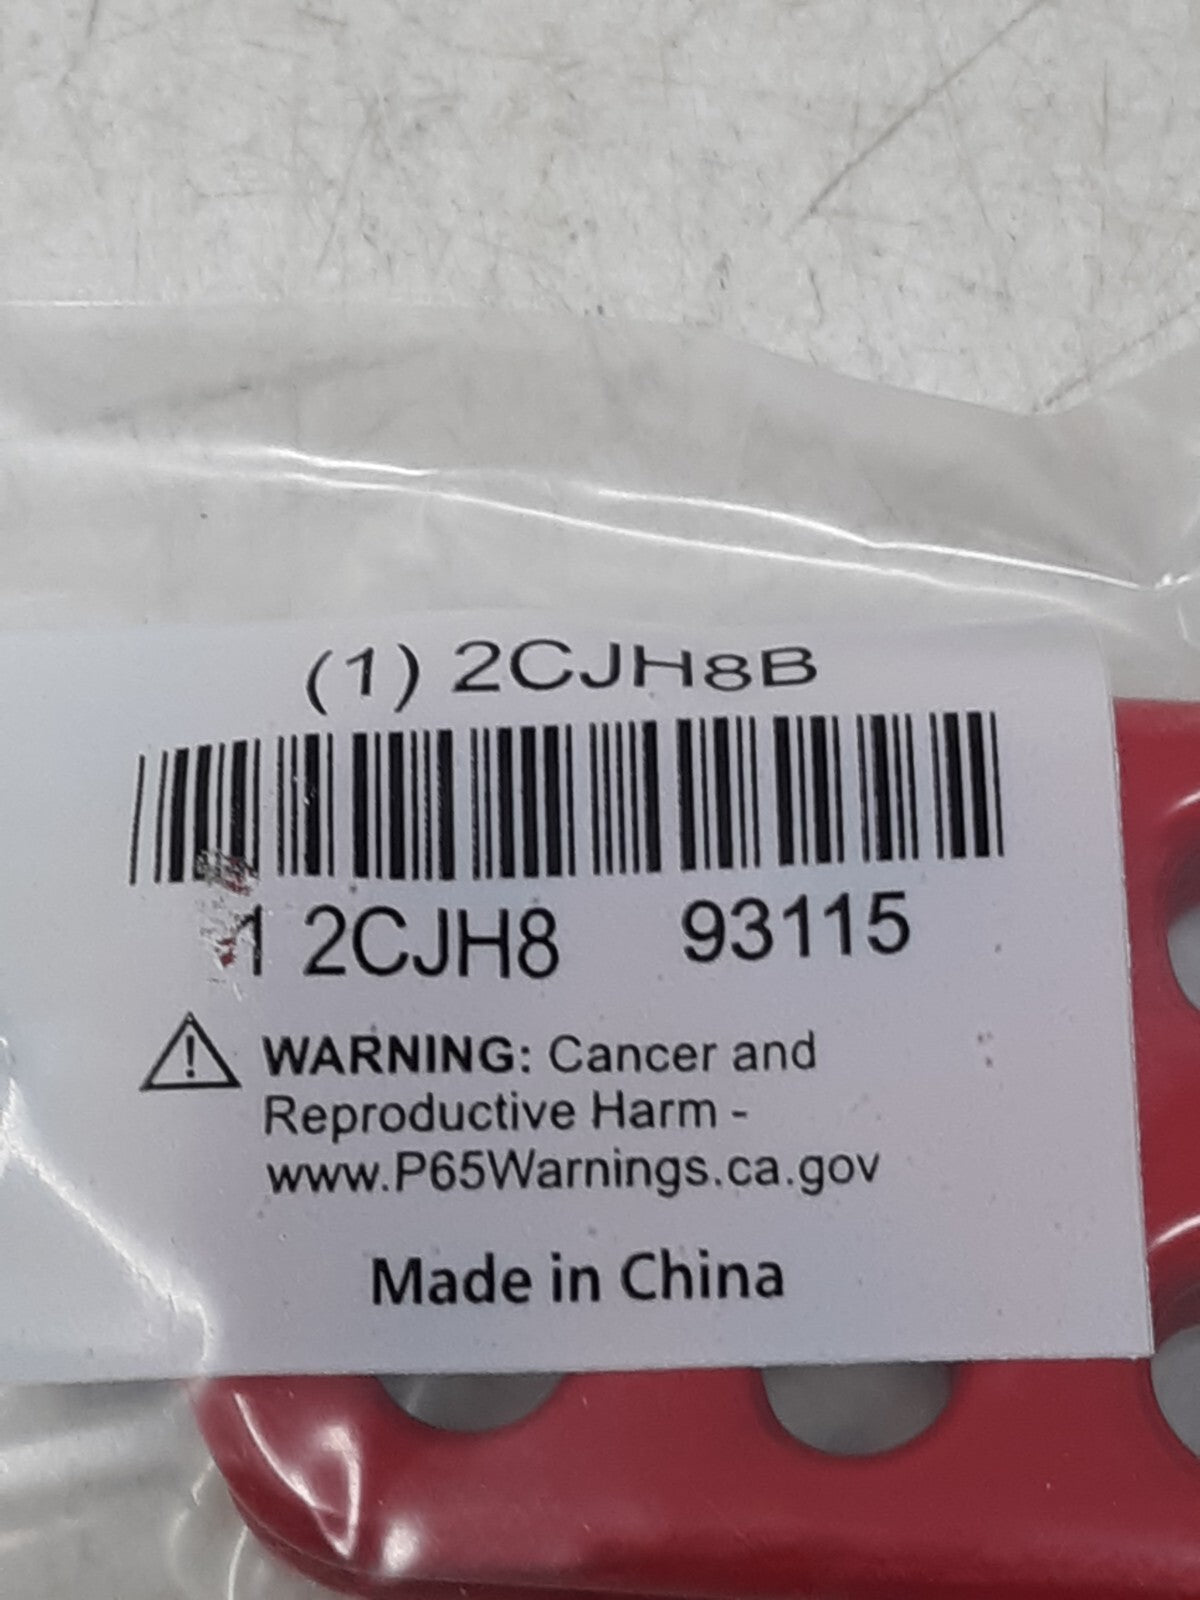 (1) 2CJH8B
1 2CJH8 93115
WARNING: Cancer and
Reproductive Harm -
www.P65Warnings.ca.gov
Made in China